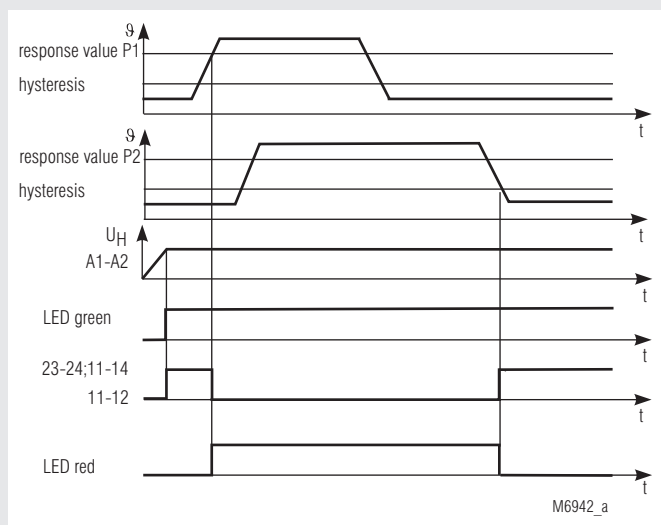 ϑ
response value P1
hysteresis
t
ϑ
response value P2
hysteresis
t
UH
A1-A2
t
LED green
t
23-24;11-14
11-12
t
LED red
t
M6942_a